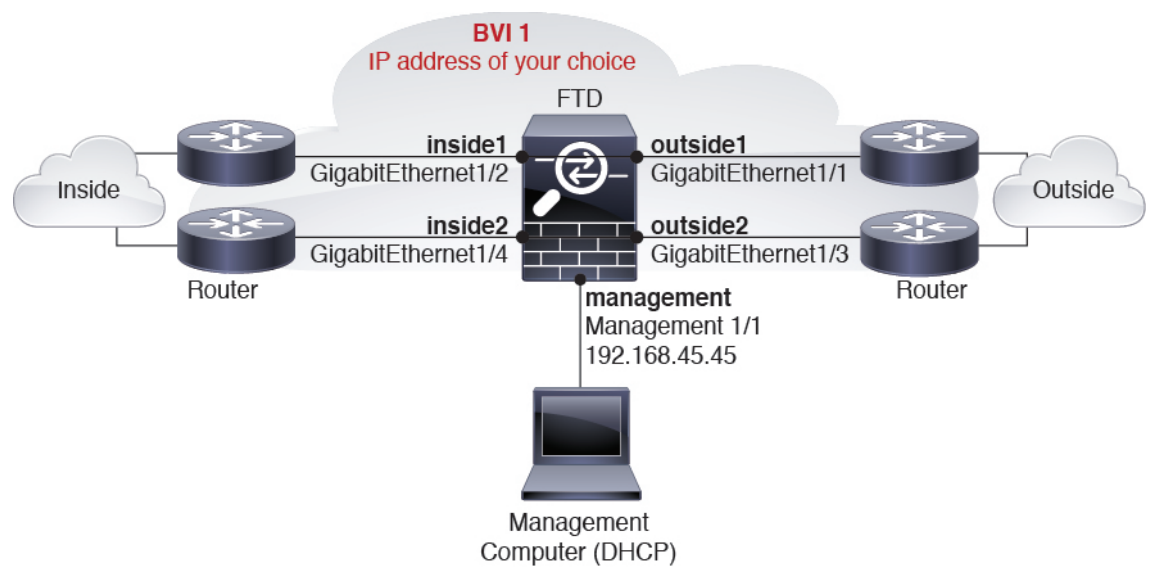 BVI 1
IP address of your choice
FTD
inside1
GigabitEthernet1/2
outside1
GigabitEthernet1/1
Inside
Outside
inside2
GigabitEthernet1/4
outside2
GigabitEthernet1/3
Router
Router
management
Management 1/1
192.168.45.45
Management
Computer (DHCP)